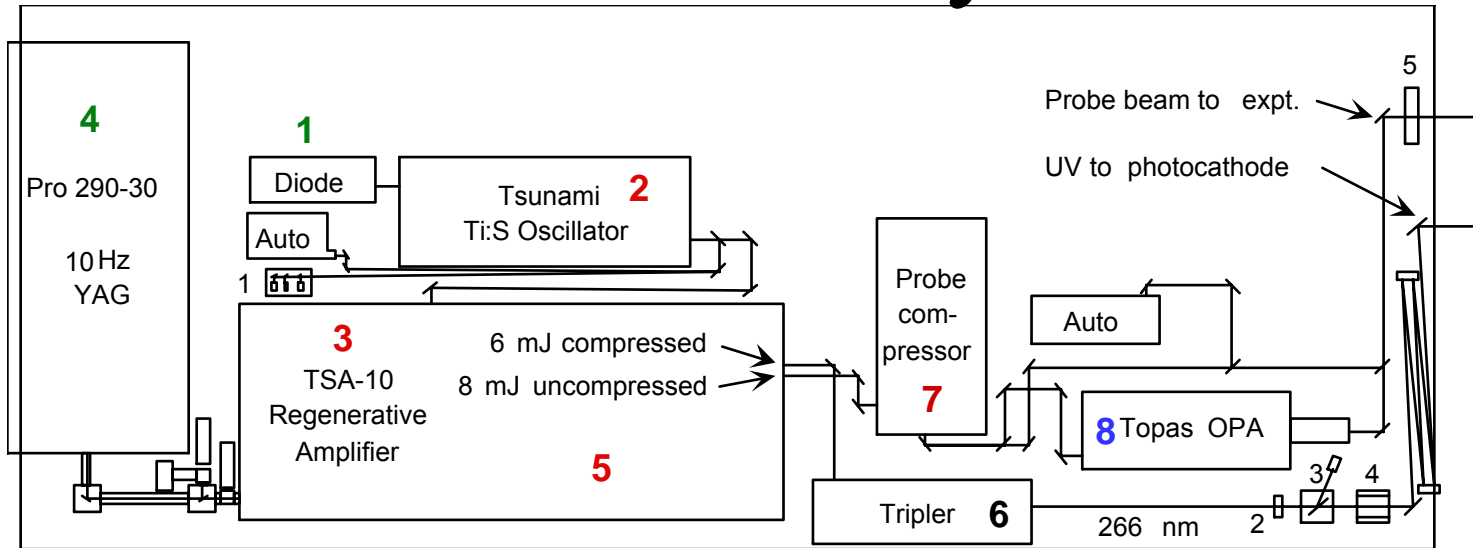 4
Pro 290-30
10 Hz
YAG
1
Diode
Auto
1
Tsunami 2
Ti:S Oscillator
3
TSA-10
Regenerative
Amplifier
6 mJ compressed
8 mJ uncompressed
5
Probe
com-
pressor
7
Auto
8 Topas OPA
Tripler 6
266 nm
2
3
4
Probe beam to expt.
UV to photocathode
5